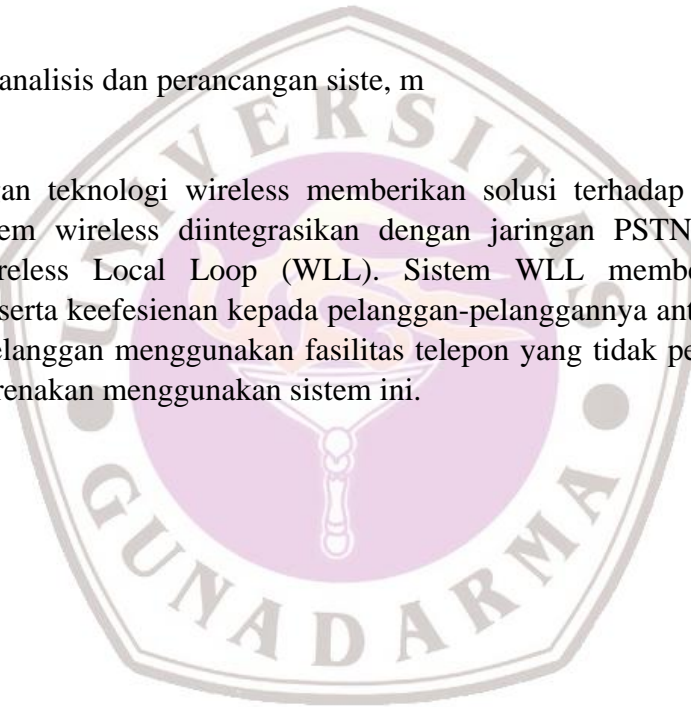 analisis dan perancangan siste, m
UNIVERSITAS
an teknologi wireless memberikan solusi terhadap
em wireless diintegrasikan dengan jaringan PSTN
reless Local Loop (WLL). Sistem WLL membe
serta keefesienan kepada pelanggan-pelanggannya ant
elanggan menggunakan fasilitas telepon yang tidak pe
renakan menggunakan sistem ini.
GUNADARMA